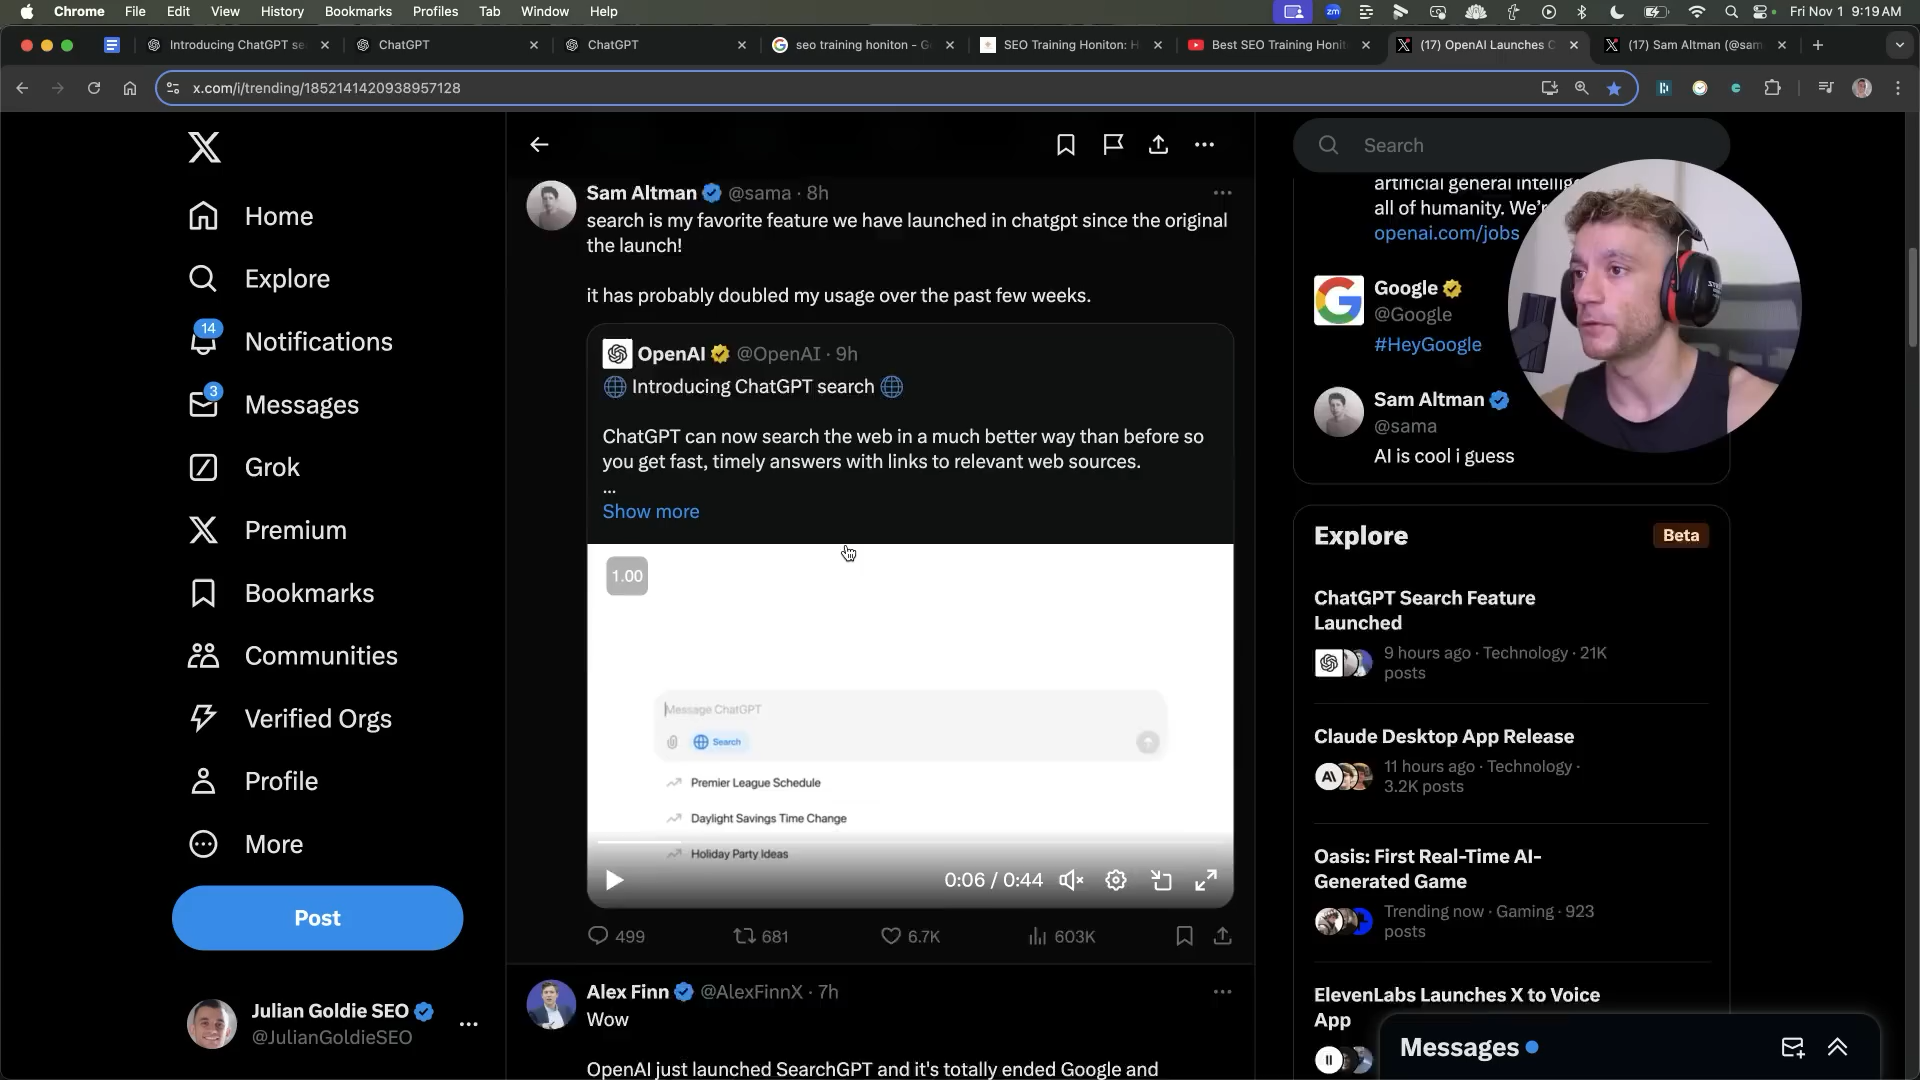 Chrome File Edit View History Bookmarks Profiles Tab Window Help
zm
Fri Nov 1 9:19 AM
Introducing ChatGPT se
ChatGPT
ChatGPT
seo training honiton - G
SEO Training Honiton: H
Best SEO Training Honit
(17) OpenAI Launches C
(17) Sam Altman (@sam
x.com/i/trending/1852141420938957128
Home
Explore
14
Notifications
3
Messages
Grok
Premium
Bookmarks
Communities
Verified Orgs
Profile
More
Post
Julian Goldie SEO
@JulianGoldieSEO
Sam Altman @sama · 8h
search is my favorite feature we have launched in chatgpt since the original
the launch!
it has probably doubled my usage over the past few weeks.
OpenAI @OpenAI · 9h
Introducing ChatGPT search
ChatGPT can now search the web in a much better way than before so
you get fast, timely answers with links to relevant web sources.
...
Show more
1.00
Message ChatGPT
Search
Premier League Schedule
Daylight Savings Time Change
Holiday Party Ideas
0:06 / 0:44
499 681 6.7K 603K
Alex Finn @AlexFinnX · 7h
Wow
OpenAI just launched SearchGPT and it's totally ended Google and
Search
artificial general intellig
all of humanity. We're
openai.com/jobs
Google
@Google
#HeyGoogle
Sam Altman
@sama
AI is cool i guess
Explore
Beta
ChatGPT Search Feature
Launched
9 hours ago · Technology · 21K
posts
Claude Desktop App Release
11 hours ago · Technology ·
3.2K posts
Oasis: First Real-Time AI-
Generated Game
Trending now · Gaming · 923
posts
ElevenLabs Launches X to Voice
App
Messages